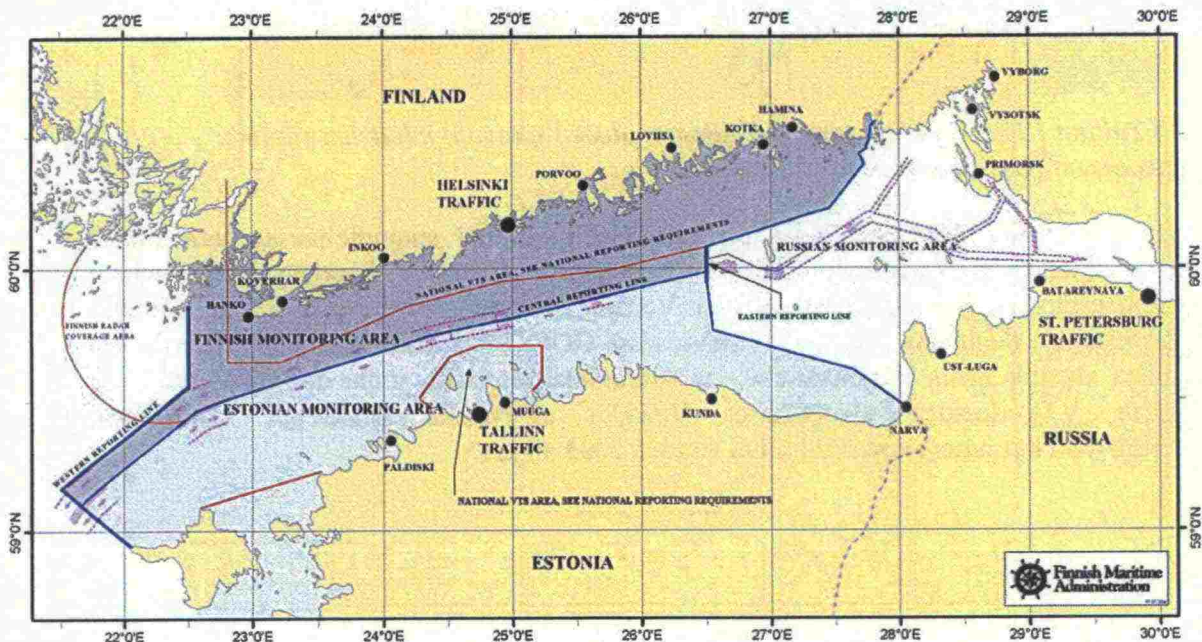 22°0'E 23°0'E 24°0'E 25°0'E 26°0'E 27°0'E 28°0'E 29°0'E 30°0'E
VYBORG
FINLAND
HAMINA
VYSOTSK
KOTKA
LOVIISA
PRIMORSK
PORVOO
HELSINKI
TRAFFIC
NATIONAL VTS AREA, SEE NATIONAL REPORTING REQUIREMENTS
RUSSIAN MONITORING AREA
INKOO
60°0'N
60°0'N
KOVERHAR
CENTRAL REPORTING LINE
BATAREYNAYA
HANKO
EASTERN REPORTING LINE
FINNISH RADAR
COVERAGE AREA
FINNISH MONITORING AREA
ST. PETERSBURG
TRAFFIC
UST-LUGA
WESTERN REPORTING LINE
ESTONIAN MONITORING AREA
MUUGA
KUNDA
NARVA
TALLINN
TRAFFIC
RUSSIA
PALDISKI
NATIONAL VTS AREA, SEE NATIONAL REPORTING REQUIREMENTS
59°0'N
59°0'N
ESTONIA
Finnish Maritime
Administration
22°0'E 23°0'E 24°0'E 25°0'E 26°0'E 27°0'E 28°0'E 29°0'E 30°0'E